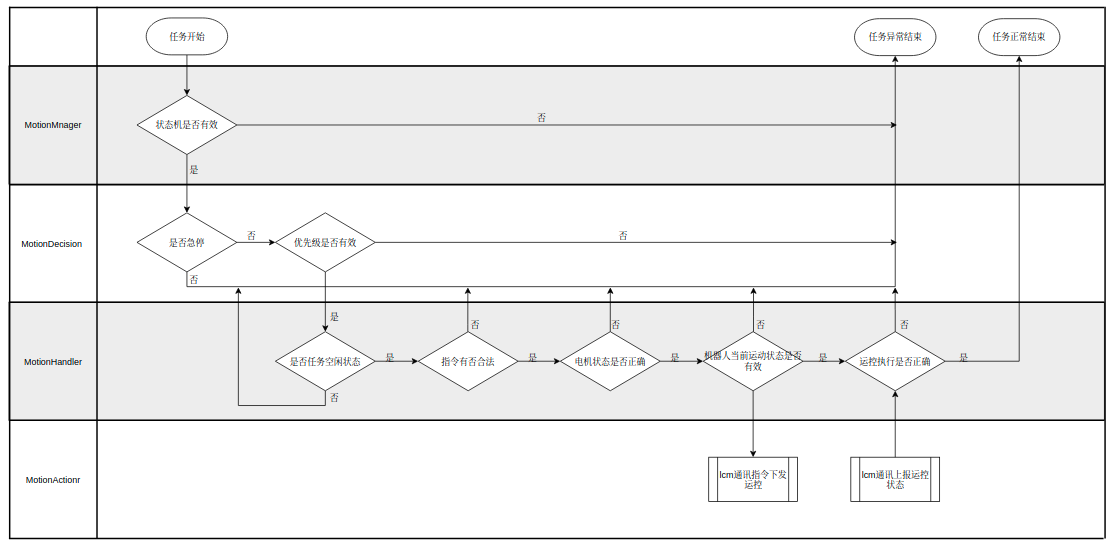 任务开始
任务异常结束
任务正常结束
MotionMnager
状态机是否有效
否
是
MotionDecision
是否急停
否
优先级是否有效
否
否
是
MotionHandler
是否任务空闲状态
是
否
指令有否合法
否
是
电机状态是否正确
否
是
机器人当前运动状态是否
有效
否
是
运控执行是否正确
否
是
MotionActionr
lcm通讯指令下发
运控
lcm通讯上报运控
状态